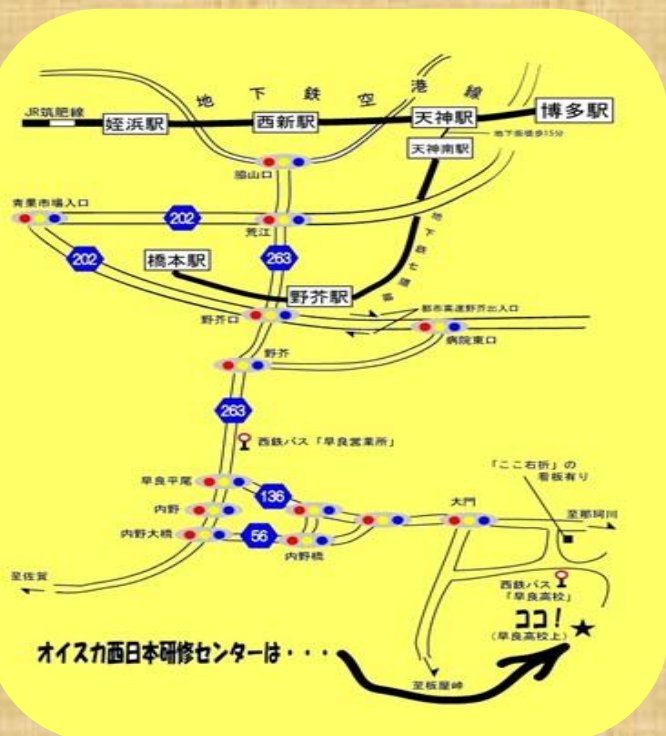 地下鉄空港線
JR筑肥線
姪浜駅
西新駅
天神駅
博多駅
地下街徒歩15分
天神南駅
脇山口
青果市場入口
202
荒江
202
263
橋本駅
地下鉄七隈線
野芥駅
野芥口
都市高速野芥出入口
病院東口
野芥
263
西鉄バス「早良営業所」
「ここ右折」の
看板有り
早良平尾
136
大門
内野
至那珂川
内野大橋
56
内野橋
至佐賀
西鉄バス
「早良高校」
ココ!
(早良高校上)
オイスカ西日本研修センターは・・・
至板屋峠